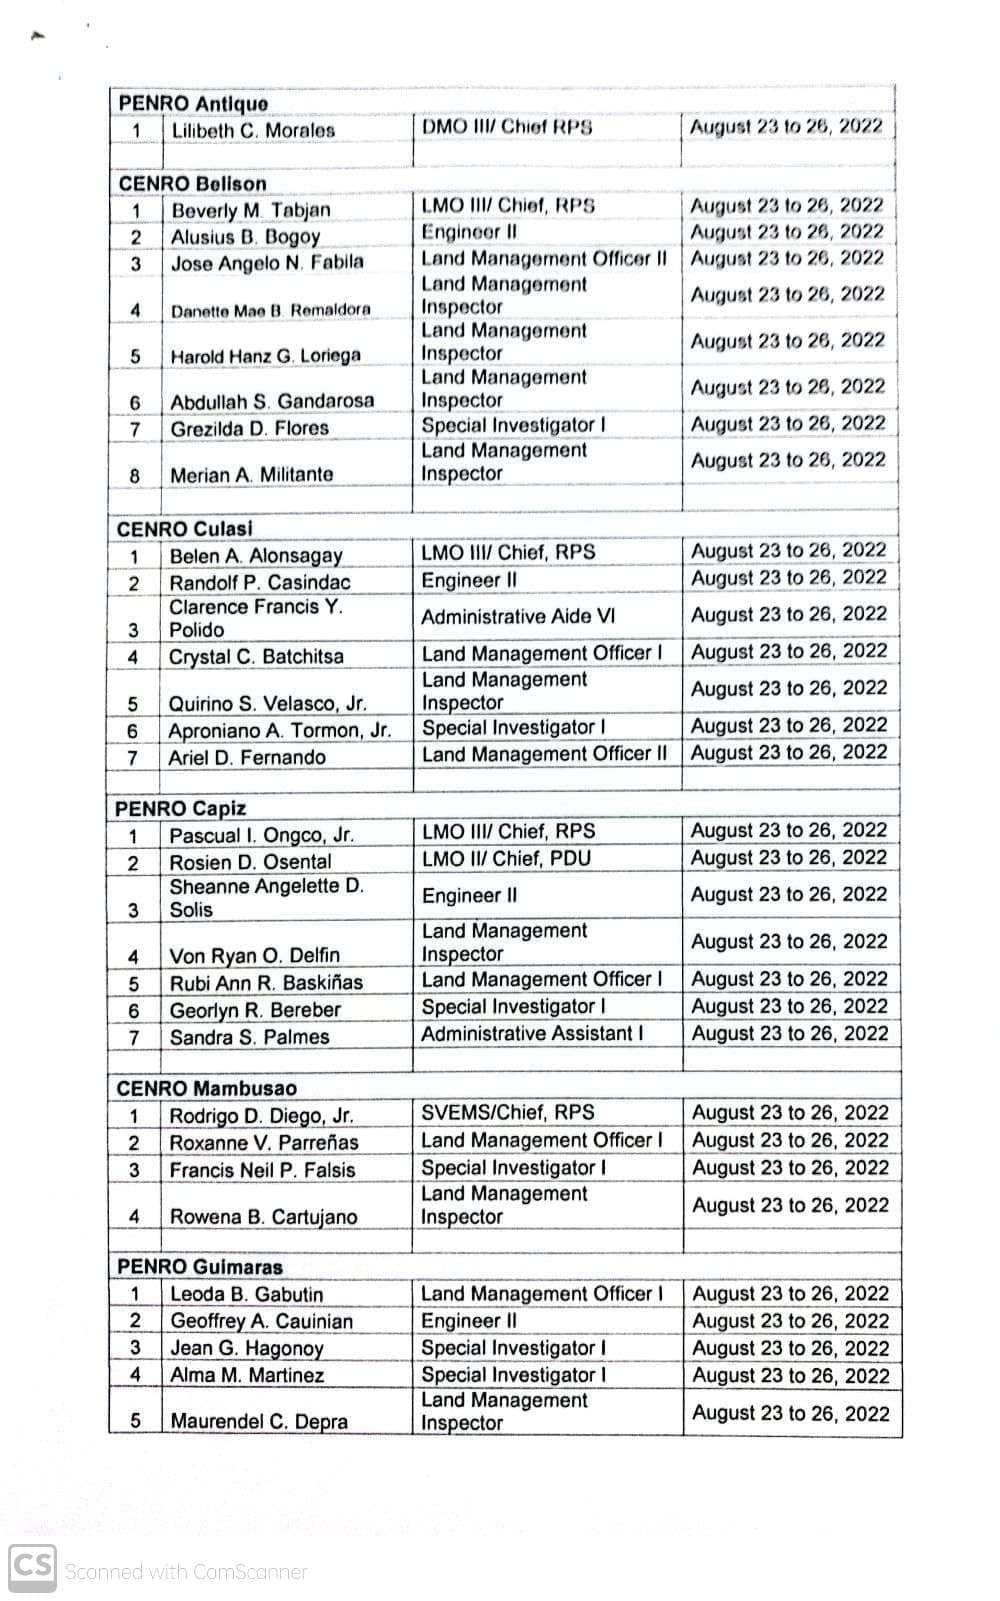 PENRO Antique
1 Lilibeth C. Morales DMO III/ Chief RPS August 23 to 26, 2022
CENRO Belison
1 Beverly M. Tabjan LMO III/ Chief, RPS August 23 to 26, 2022
2 Alusius B. Bogoy Engineer II August 23 to 26, 2022
3 Jose Angelo N. Fabila Land Management Officer II August 23 to 26, 2022
4 Danette Mae B. Remaldora Land Management Inspector August 23 to 26, 2022
5 Harold Hanz G. Loriega Land Management Inspector August 23 to 26, 2022
6 Abdullah S. Gandarosa Land Management Inspector August 23 to 26, 2022
7 Grezilda D. Flores Special Investigator I August 23 to 26, 2022
8 Merian A. Militante Land Management Inspector August 23 to 26, 2022
CENRO Culasi
1 Belen A. Alonsagay LMO III/ Chief, RPS August 23 to 26, 2022
2 Randolf P. Casindac Engineer II August 23 to 26, 2022
3 Clarence Francis Y. Polido Administrative Aide VI August 23 to 26, 2022
4 Crystal C. Batchitsa Land Management Officer I August 23 to 26, 2022
5 Quirino S. Velasco, Jr. Land Management Inspector August 23 to 26, 2022
6 Aproniano A. Tormon, Jr. Special Investigator I August 23 to 26, 2022
7 Ariel D. Fernando Land Management Officer II August 23 to 26, 2022
PENRO Capiz
1 Pascual I. Ongco, Jr. LMO III/ Chief, RPS August 23 to 26, 2022
2 Rosien D. Osental LMO II/ Chief, PDU August 23 to 26, 2022
3 Sheanne Angelette D. Solis Engineer II August 23 to 26, 2022
4 Von Ryan O. Delfin Land Management Inspector August 23 to 26, 2022
5 Rubi Ann R. Baskiñas Land Management Officer I August 23 to 26, 2022
6 Georlyn R. Bereber Special Investigator I August 23 to 26, 2022
7 Sandra S. Palmes Administrative Assistant I August 23 to 26, 2022
CENRO Mambusao
1 Rodrigo D. Diego, Jr. SVEMS/Chief, RPS August 23 to 26, 2022
2 Roxanne V. Parreñas Land Management Officer I August 23 to 26, 2022
3 Francis Neil P. Falsis Special Investigator I August 23 to 26, 2022
4 Rowena B. Cartujano Land Management Inspector August 23 to 26, 2022
PENRO Guimaras
1 Leoda B. Gabutin Land Management Officer I August 23 to 26, 2022
2 Geoffrey A. Cauinian Engineer II August 23 to 26, 2022
3 Jean G. Hagonoy Special Investigator I August 23 to 26, 2022
4 Alma M. Martinez Special Investigator I August 23 to 26, 2022
5 Maurendel C. Depra Land Management Inspector August 23 to 26, 2022
CS Scanned with CamScanner